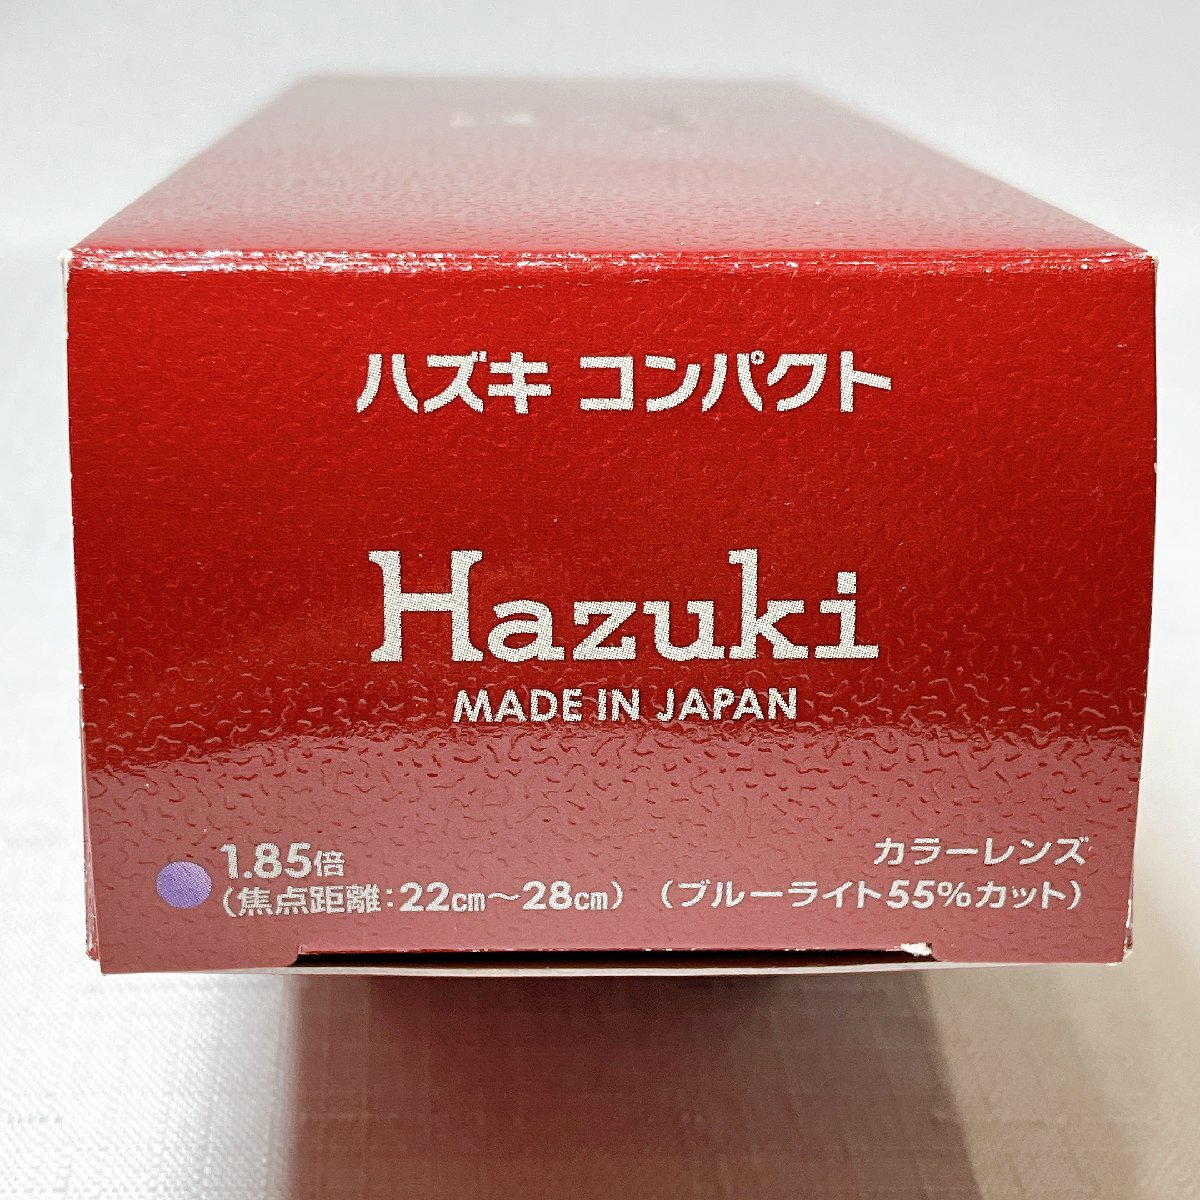 ハズキ コンパクト
Hazuki
MADE IN JAPAN
1.85倍
(焦点距離:22㎝〜28㎝)
カラーレンズ
(ブルーライト55%カット)